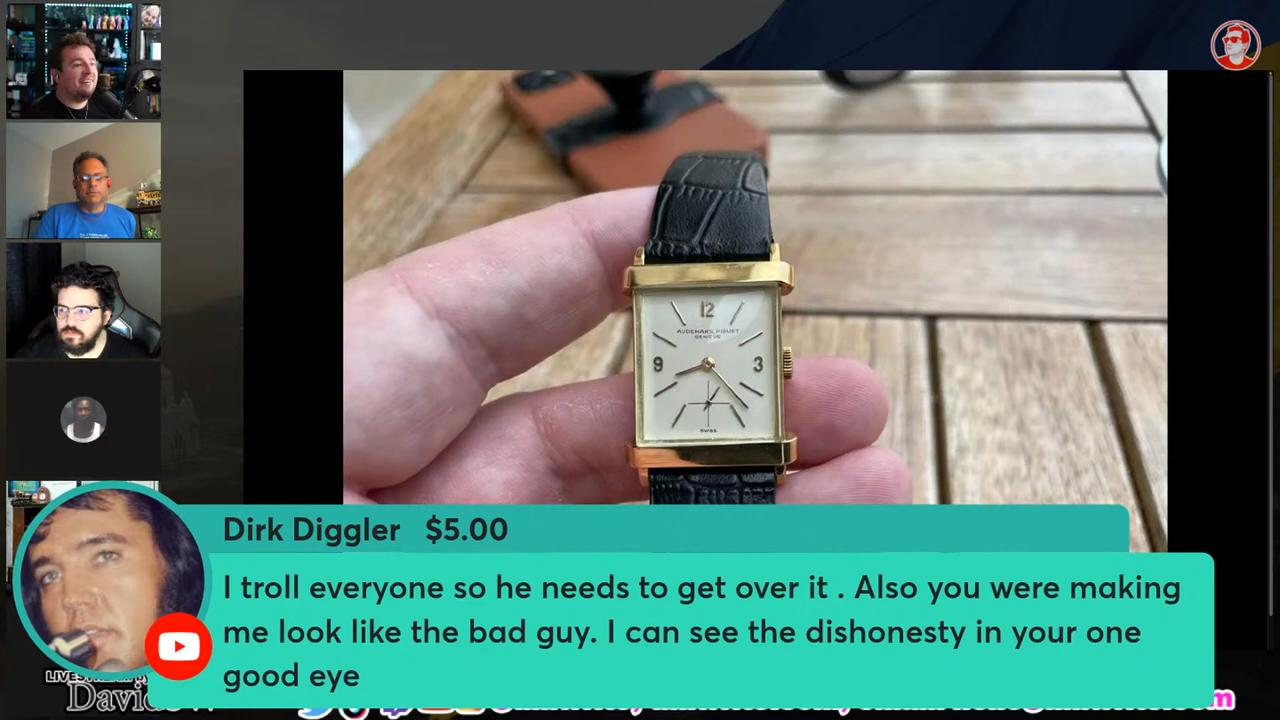 12
AUDEMARS PIGUET
GENEVE
9
3
SWISS
Dirk Diggler $5.00
I troll everyone so he needs to get over it . Also you were making
me look like the bad guy. I can see the dishonesty in your one
good eye